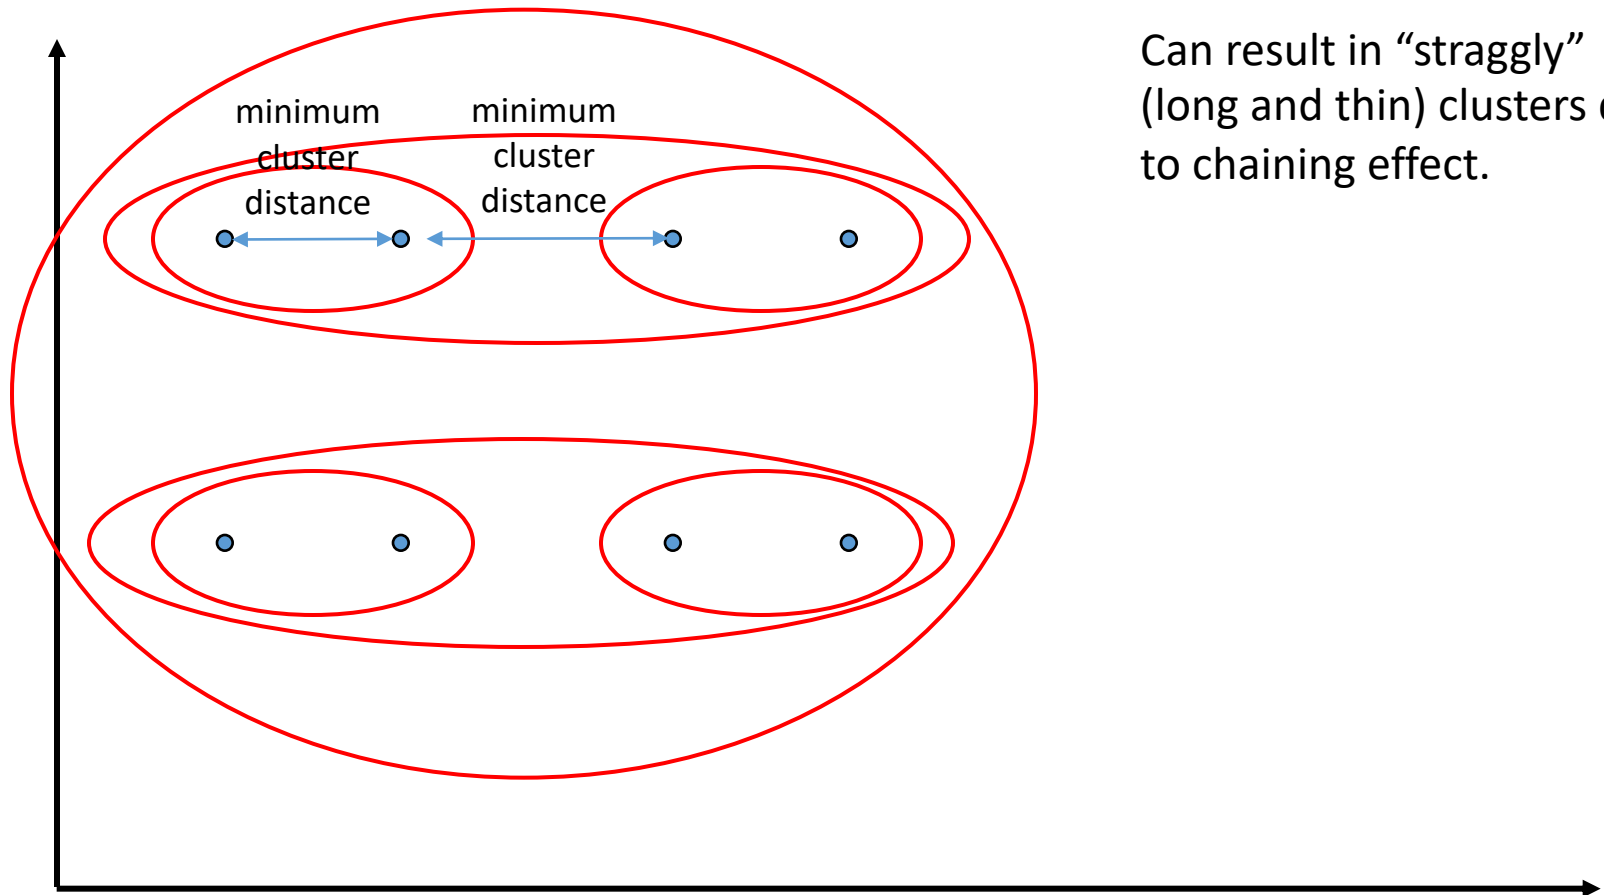 minimum
cluster
distance
minimum
cluster
distance
Can result in “straggly”
(long and thin) clusters
to chaining effect.